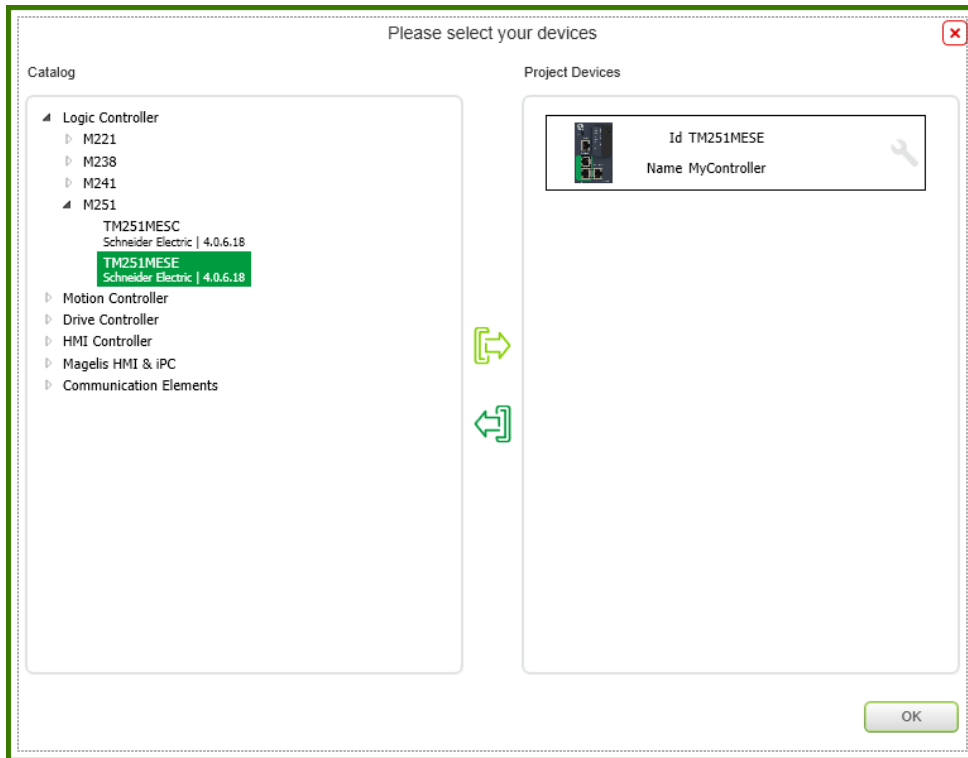 Please select your devices
Catalog
Project Devices
Logic Controller
M221
M238
M241
M251
TM251MESC
Schneider Electric | 4.0.6.18
TM251MESE
Schneider Electric | 4.0.6.18
Motion Controller
Drive Controller
HMI Controller
Magelis HMI & iPC
Communication Elements
Id TM251MESE
Name MyController
OK